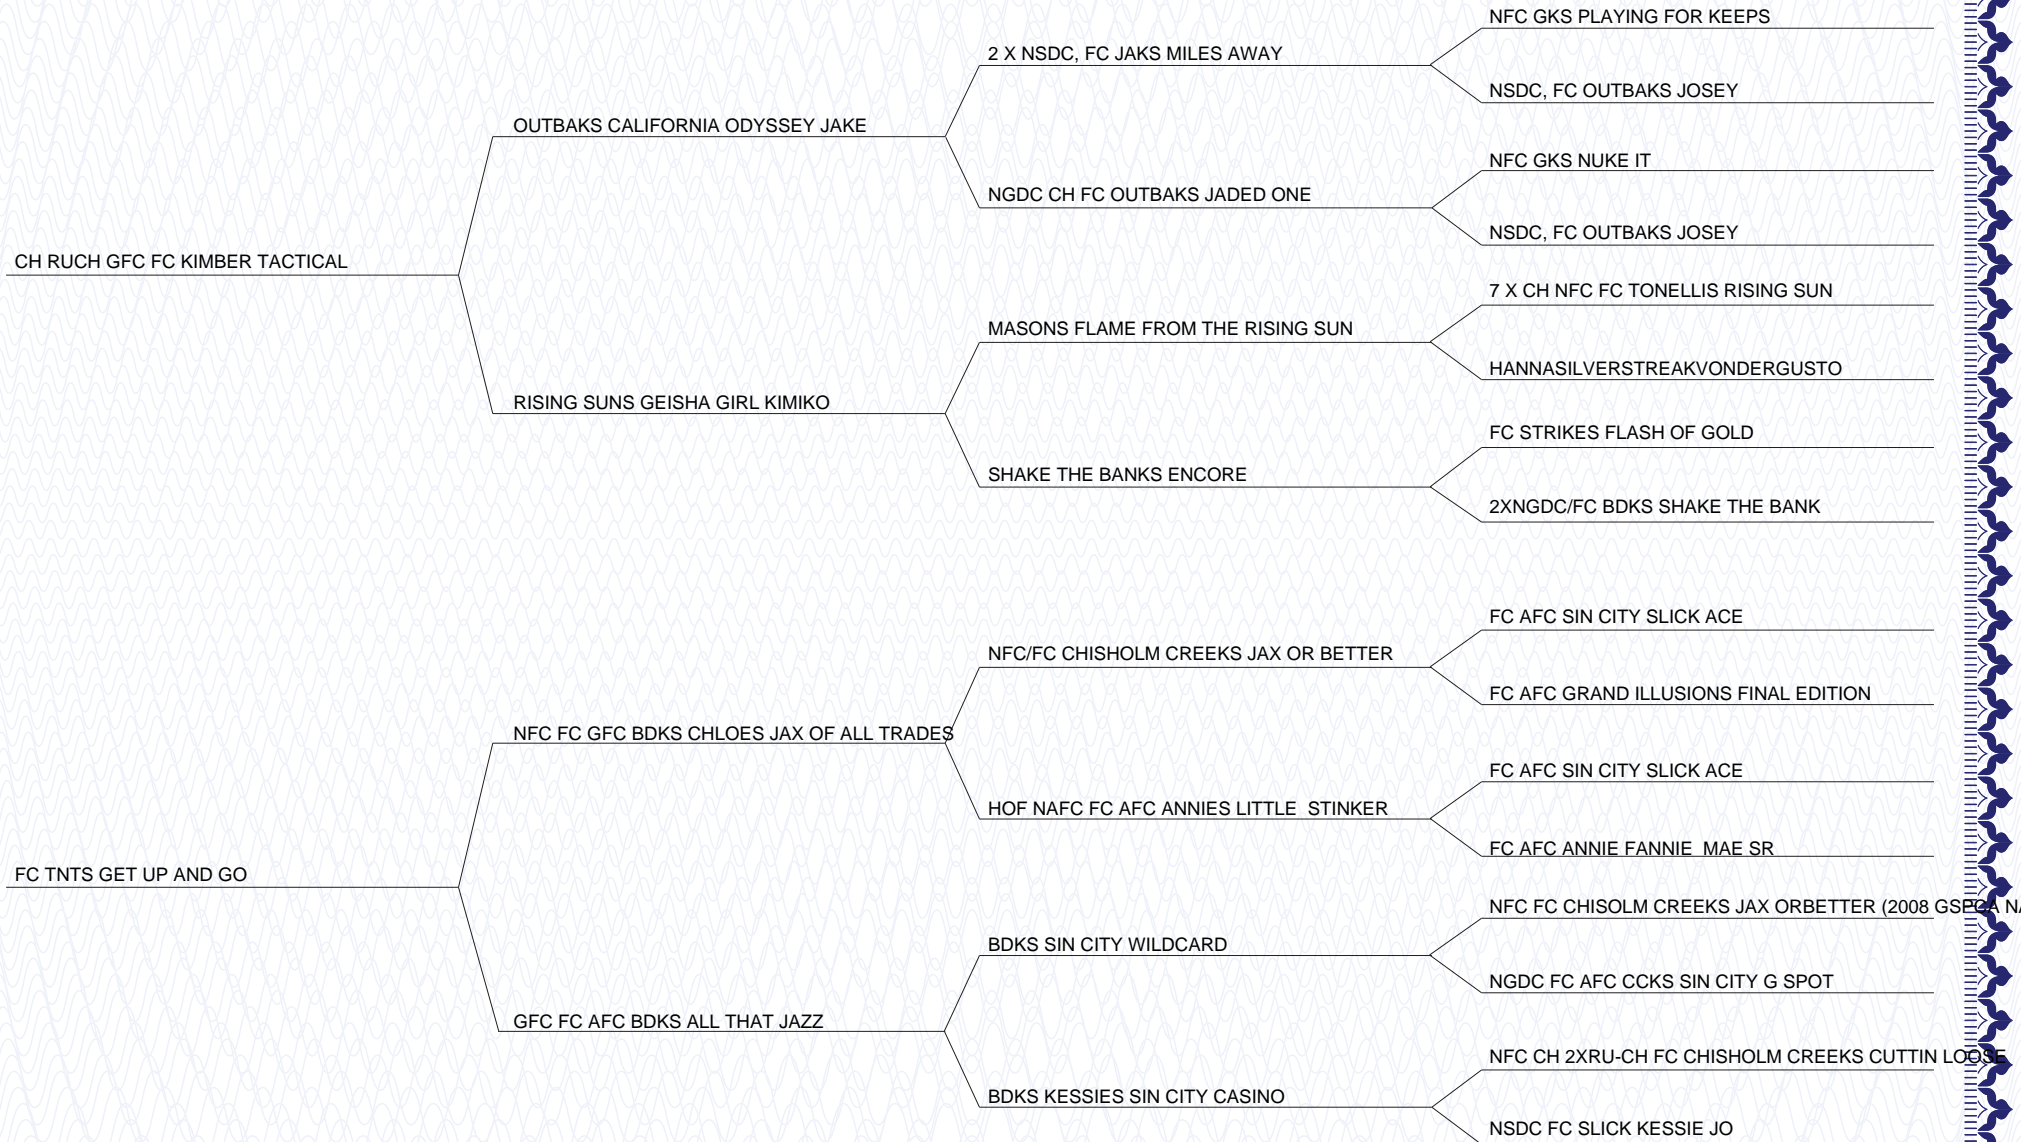 NFC GKS PLAYING FOR KEEPS
2 X NSDC, FC JAKS MILES AWAY
NSDC, FC OUTBAKS JOSEY
OUTBAKS CALIFORNIA ODYSSEY JAKE
NFC GKS NUKE IT
NGDC CH FC OUTBAKS JADED ONE
NSDC, FC OUTBAKS JOSEY
CH RUCH GFC FC KIMBER TACTICAL
7 X CH NFC FC TONELLIS RISING SUN
MASONS FLAME FROM THE RISING SUN
HANNASILVERSTREAKVONDERGUSTO
RISING SUNS GEISHA GIRL KIMIKO
FC STRIKES FLASH OF GOLD
SHAKE THE BANKS ENCORE
2XNGDC/FC BDKS SHAKE THE BANK
FC AFC SIN CITY SLICK ACE
NFC/FC CHISHOLM CREEKS JAX OR BETTER
FC AFC GRAND ILLUSIONS FINAL EDITION
NFC FC GFC BDKS CHLOES JAX OF ALL TRADES
FC AFC SIN CITY SLICK ACE
HOF NAFC FC AFC ANNIES LITTLE  STINKER
FC AFC ANNIE FANNIE  MAE SR
FC TNTS GET UP AND GO
NFC FC CHISOLM CREEKS JAX ORBETTER (2008 GSPCA
BDKS SIN CITY WILDCARD
NGDC FC AFC CCKS SIN CITY G SPOT
GFC FC AFC BDKS ALL THAT JAZZ
NFC CH 2XRU-CH FC CHISHOLM CREEKS CUTTIN LOOSE
BDKS KESSIES SIN CITY CASINO
NSDC FC SLICK KESSIE JO